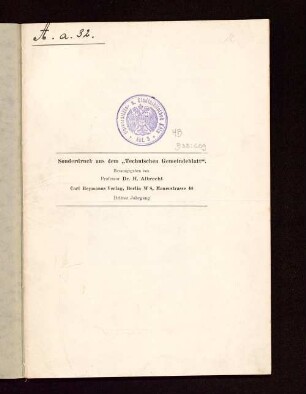 A. a. 32.
Sonderdruck aus dem „Technischen Gemeindeblatt“.
Herausgegeben von
Professor Dr. H. Albrecht
Carl Heymanns Verlag, Berlin W 8, Mauerstrasse 44
Dritter Jahrgang